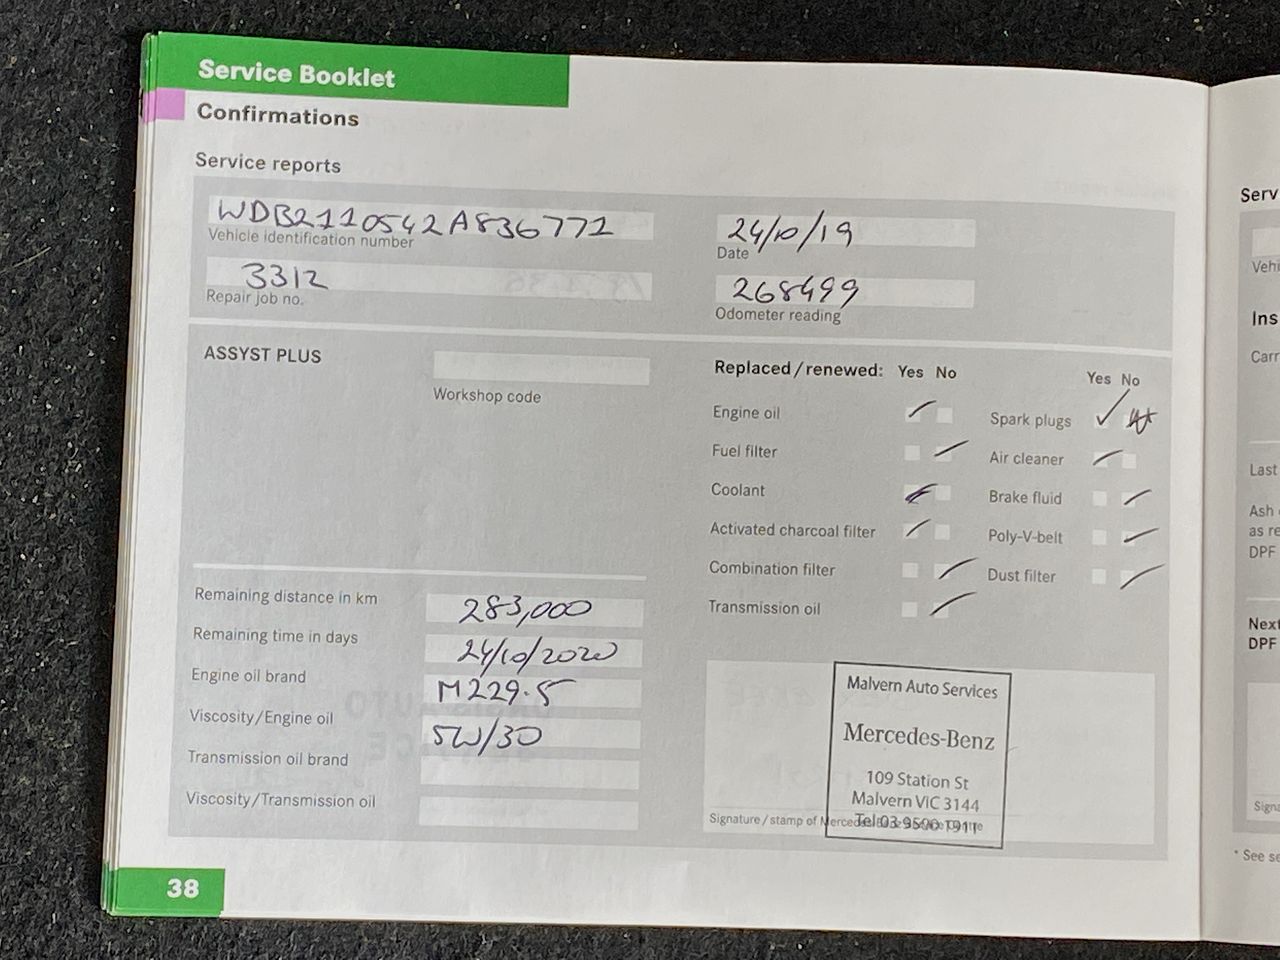 Service Booklet
Confirmations
Service reports
WDB2110542A836771
Vehicle identification number
24/10/19
Date
3312
Repair job no.
268499
Odometer reading
ASSYST PLUS
Workshop code
Replaced/renewed: Yes No
Yes No
Engine oil
Spark plugs
Fuel filter
Air cleaner
Coolant
Brake fluid
Activated charcoal filter
Poly-V-belt
Combination filter
Dust filter
Transmission oil
Remaining distance in km 283,000
Remaining time in days 24/10/2020
Engine oil brand M229.5
Viscosity/Engine oil 5W/30
Transmission oil brand
Viscosity/Transmission oil
Malvern Auto Services
Mercedes-Benz
109 Station St
Malvern VIC 3144
Tel 03 9500 1911
Signature/stamp of
38
Serv
Vehi
Ins
Carr
Last
Ash
as re
DPF
Next
DPF
Signa
* See se